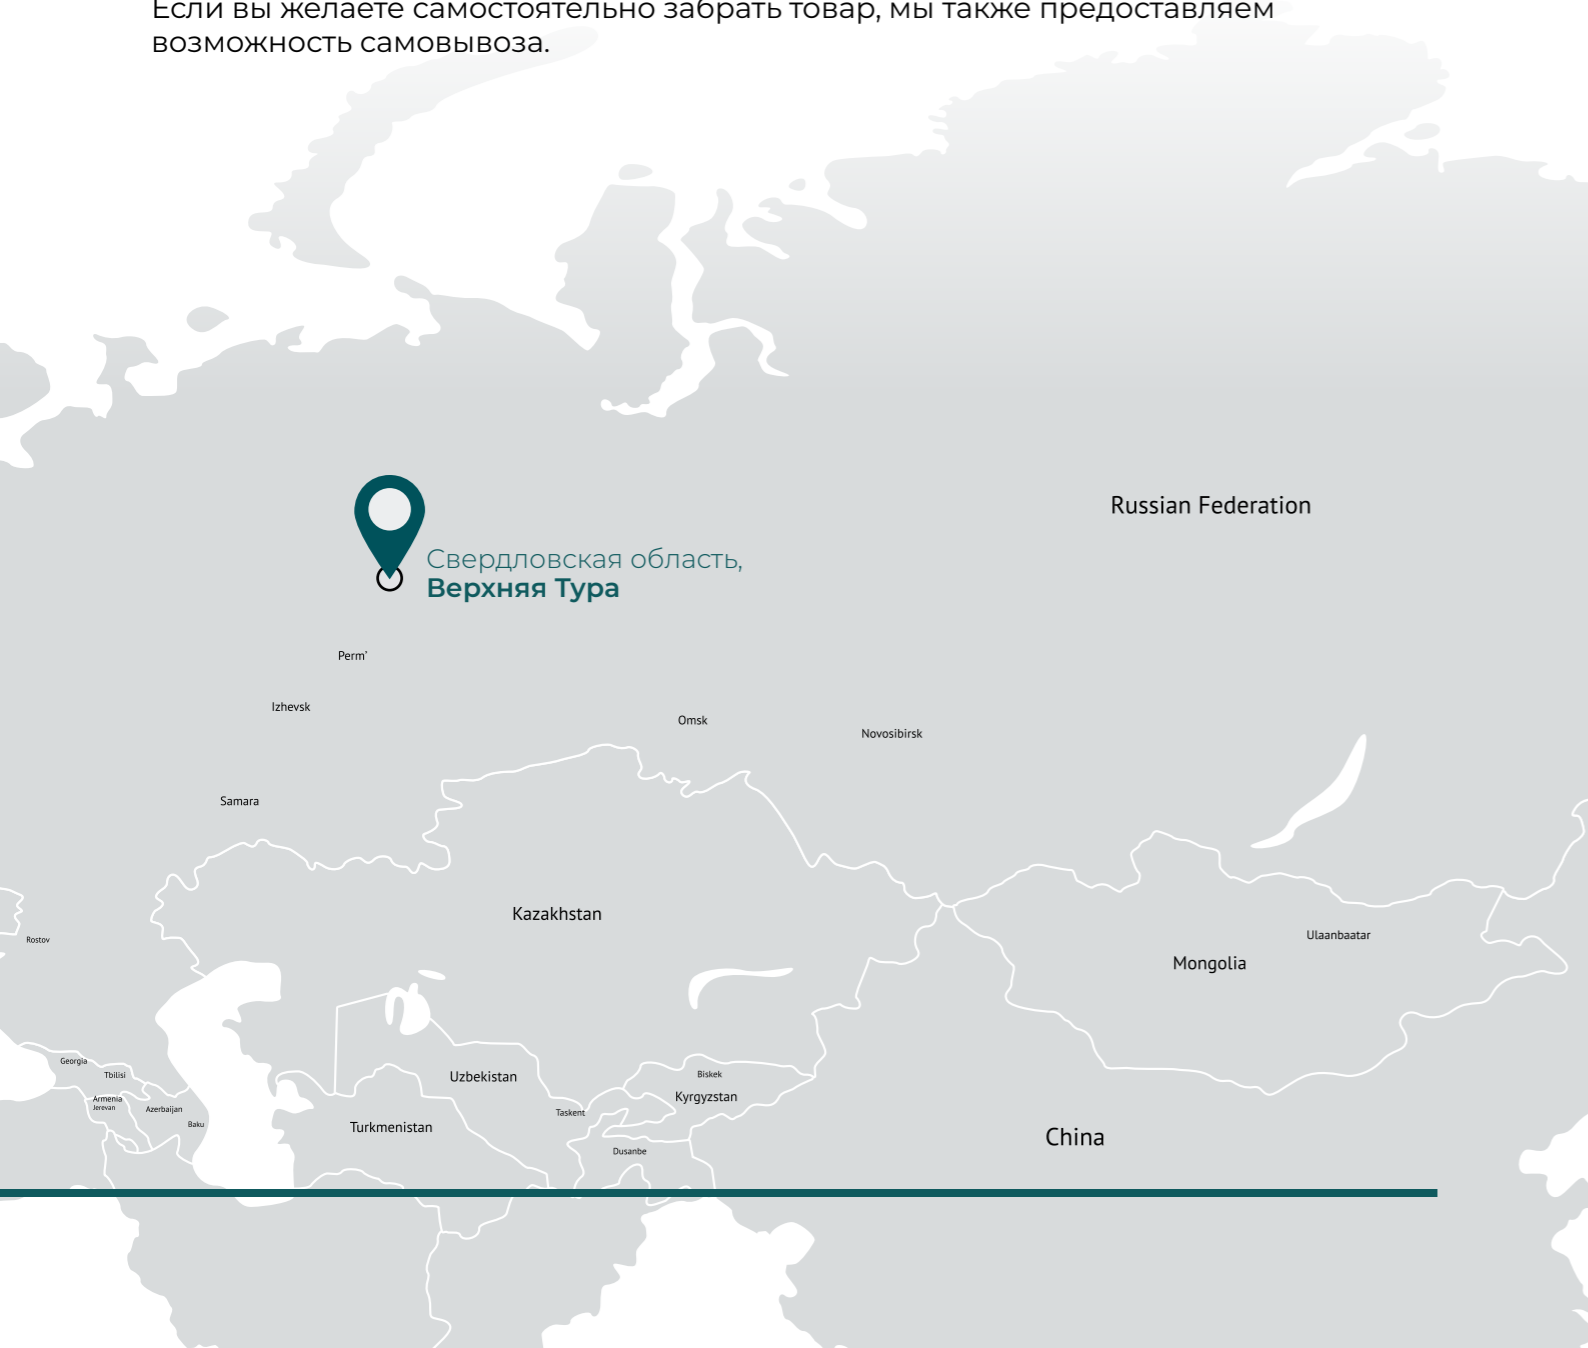 Если вы желаете самостоятельно забрать товар, мы также предоставляем
возможность самовывоза.
Russian Federation
Свердловская область,
Верхняя Тура
Perm'
Izhevsk
Omsk
Novosibirsk
Samara
Kazakhstan
Rostov
Ulaanbaatar
Mongolia
Georgia
Tbilisi
Uzbekistan
Biskek
Kyrgyzstan
Armenia
Jerevan
Azerbaijan
Taskent
Baku
Turkmenistan
China
Dusanbe